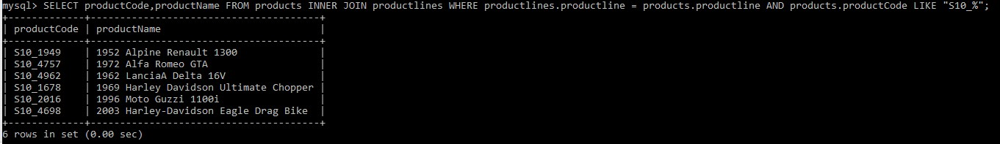 mysql> SELECT productCode,productName FROM products INNER JOIN productlines WHERE productlines.productline = products.productline AND products.productCode LIKE "S10_%";
+-------------+----------------------------------------+
| productCode | productName                            |
+-------------+----------------------------------------+
| S10_1949    | 1952 Alpine Renault 1300               |
| S10_4757    | 1972 Alfa Romeo GTA                    |
| S10_4962    | 1962 LanciaA Delta 16V                 |
| S10_1678    | 1969 Harley Davidson Ultimate Chopper |
| S10_2016    | 1996 Moto Guzzi 1100i                  |
| S10_4698    | 2003 Harley-Davidson Eagle Drag Bike   |
+-------------+----------------------------------------+
6 rows in set (0.00 sec)